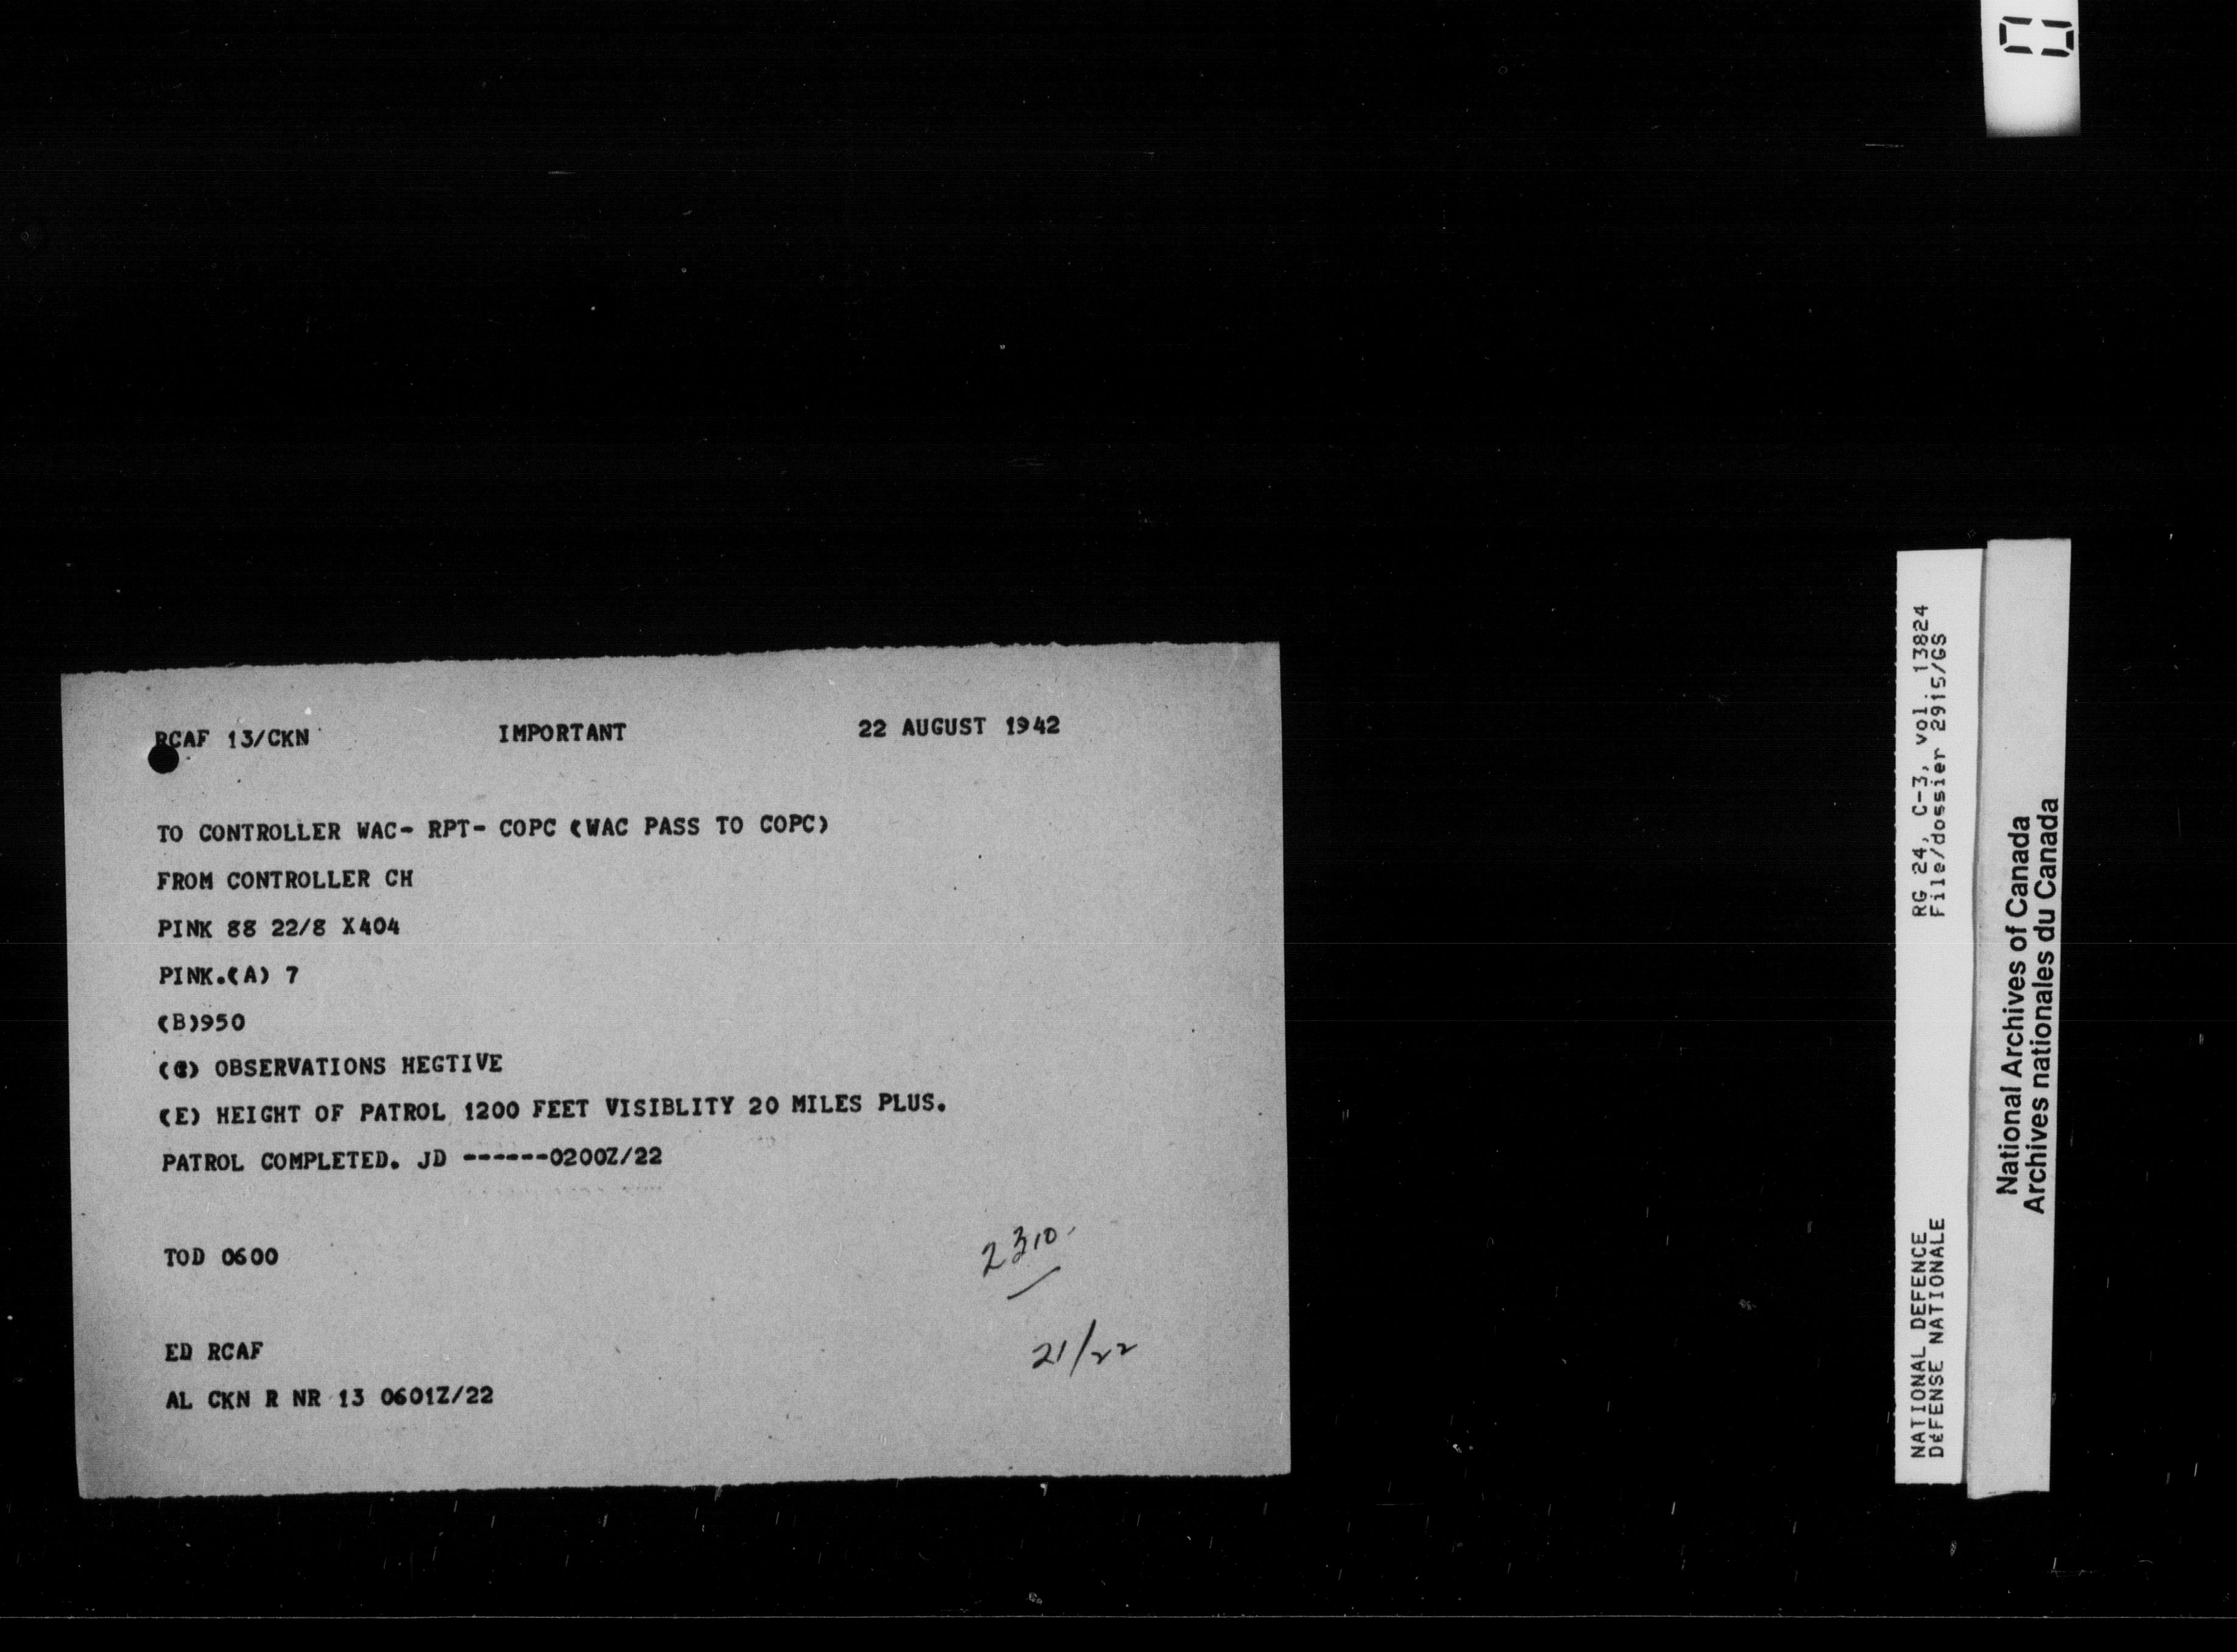 RCAF 13/CKN IMPORTANT 22 AUGUST 1942
TO CONTROLLER WAC- RPT- COPC (WAC PASS TO COPC)
FROM CONTROLLER CH
PINK 88 22/8 X404
PINK.(A) 7
(B)950
(C) OBSERVATIONS HEGTIVE
(E) HEIGHT OF PATROL 1200 FEET VISIBLITY 20 MILES PLUS.
PATROL COMPLETED. JD ------0200Z/22
TOD 0600
2310
ED RCAF
21/22
AL CKN R NR 13 0601Z/22
RG 24, C-3, vol. 13824
File/dossier 2915/GS
NATIONAL DEFENCE
DéFENSE NATIONALE
National Archives of Canada
Archives nationales du Canada